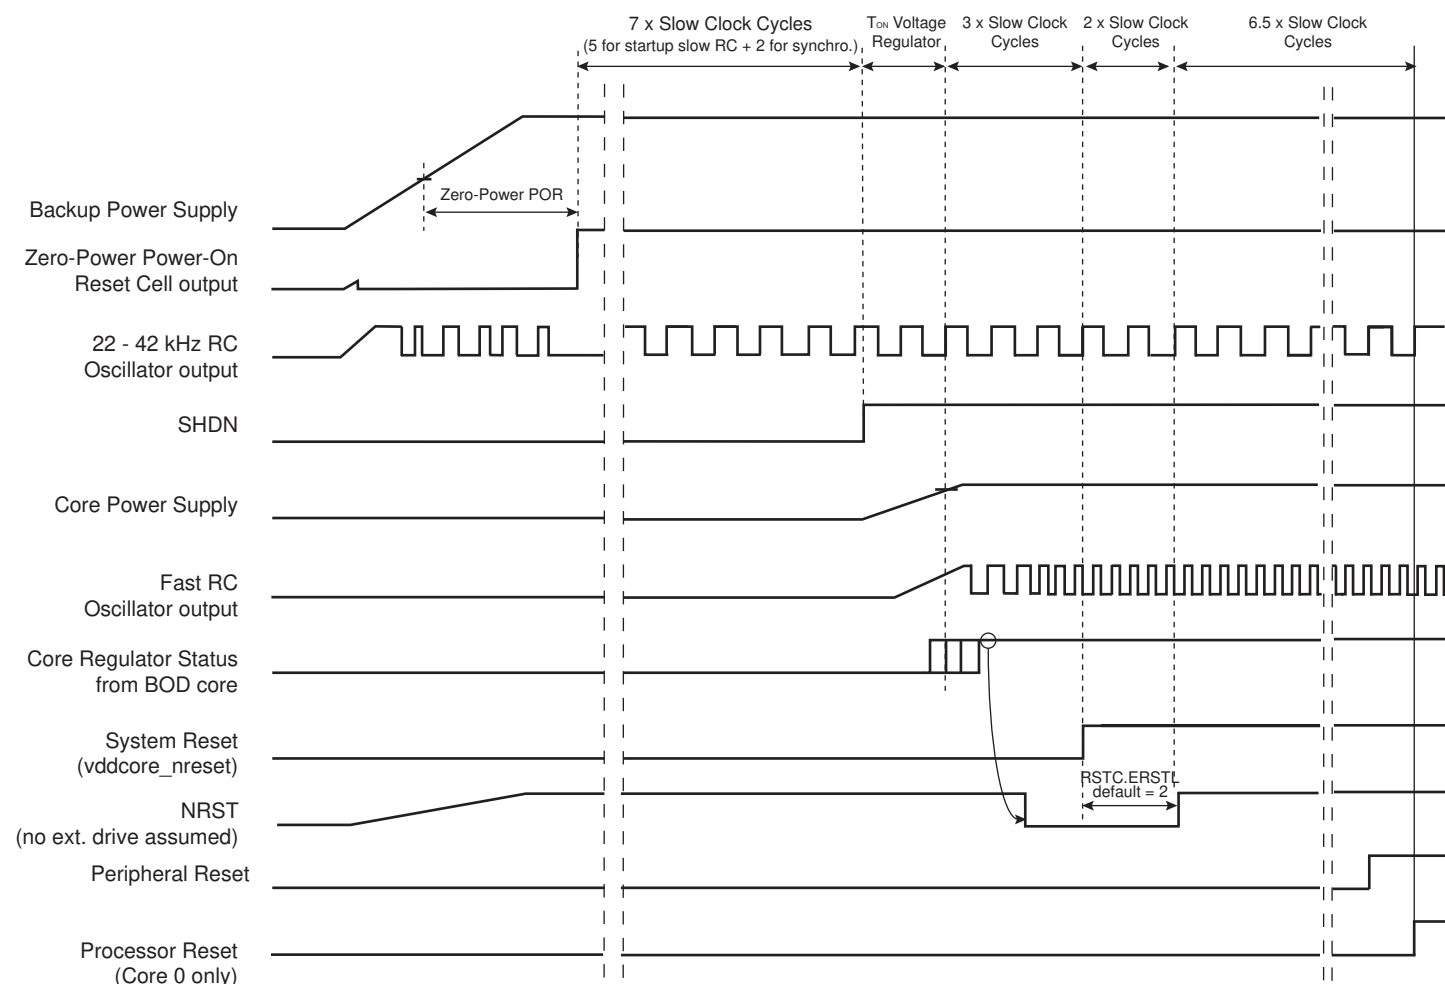 7 x Slow Clock Cycles
(5 for startup slow RC + 2 for synchro.)
TON Voltage
Regulator
3 x Slow Clock
Cycles
2 x Slow Clock
Cycles
6.5 x Slow Clock
Cycles
Zero-Power POR
Backup Power Supply
Zero-Power Power-On
Reset Cell output
22 - 42 kHz RC
Oscillator output
SHDN
Core Power Supply
Fast RC
Oscillator output
Core Regulator Status
from BOD core
System Reset
(vddcore_nreset)
RSTC.ERSTL
default = 2
NRST
(no ext. drive assumed)
Peripheral Reset
Processor Reset
(Core 0 only)